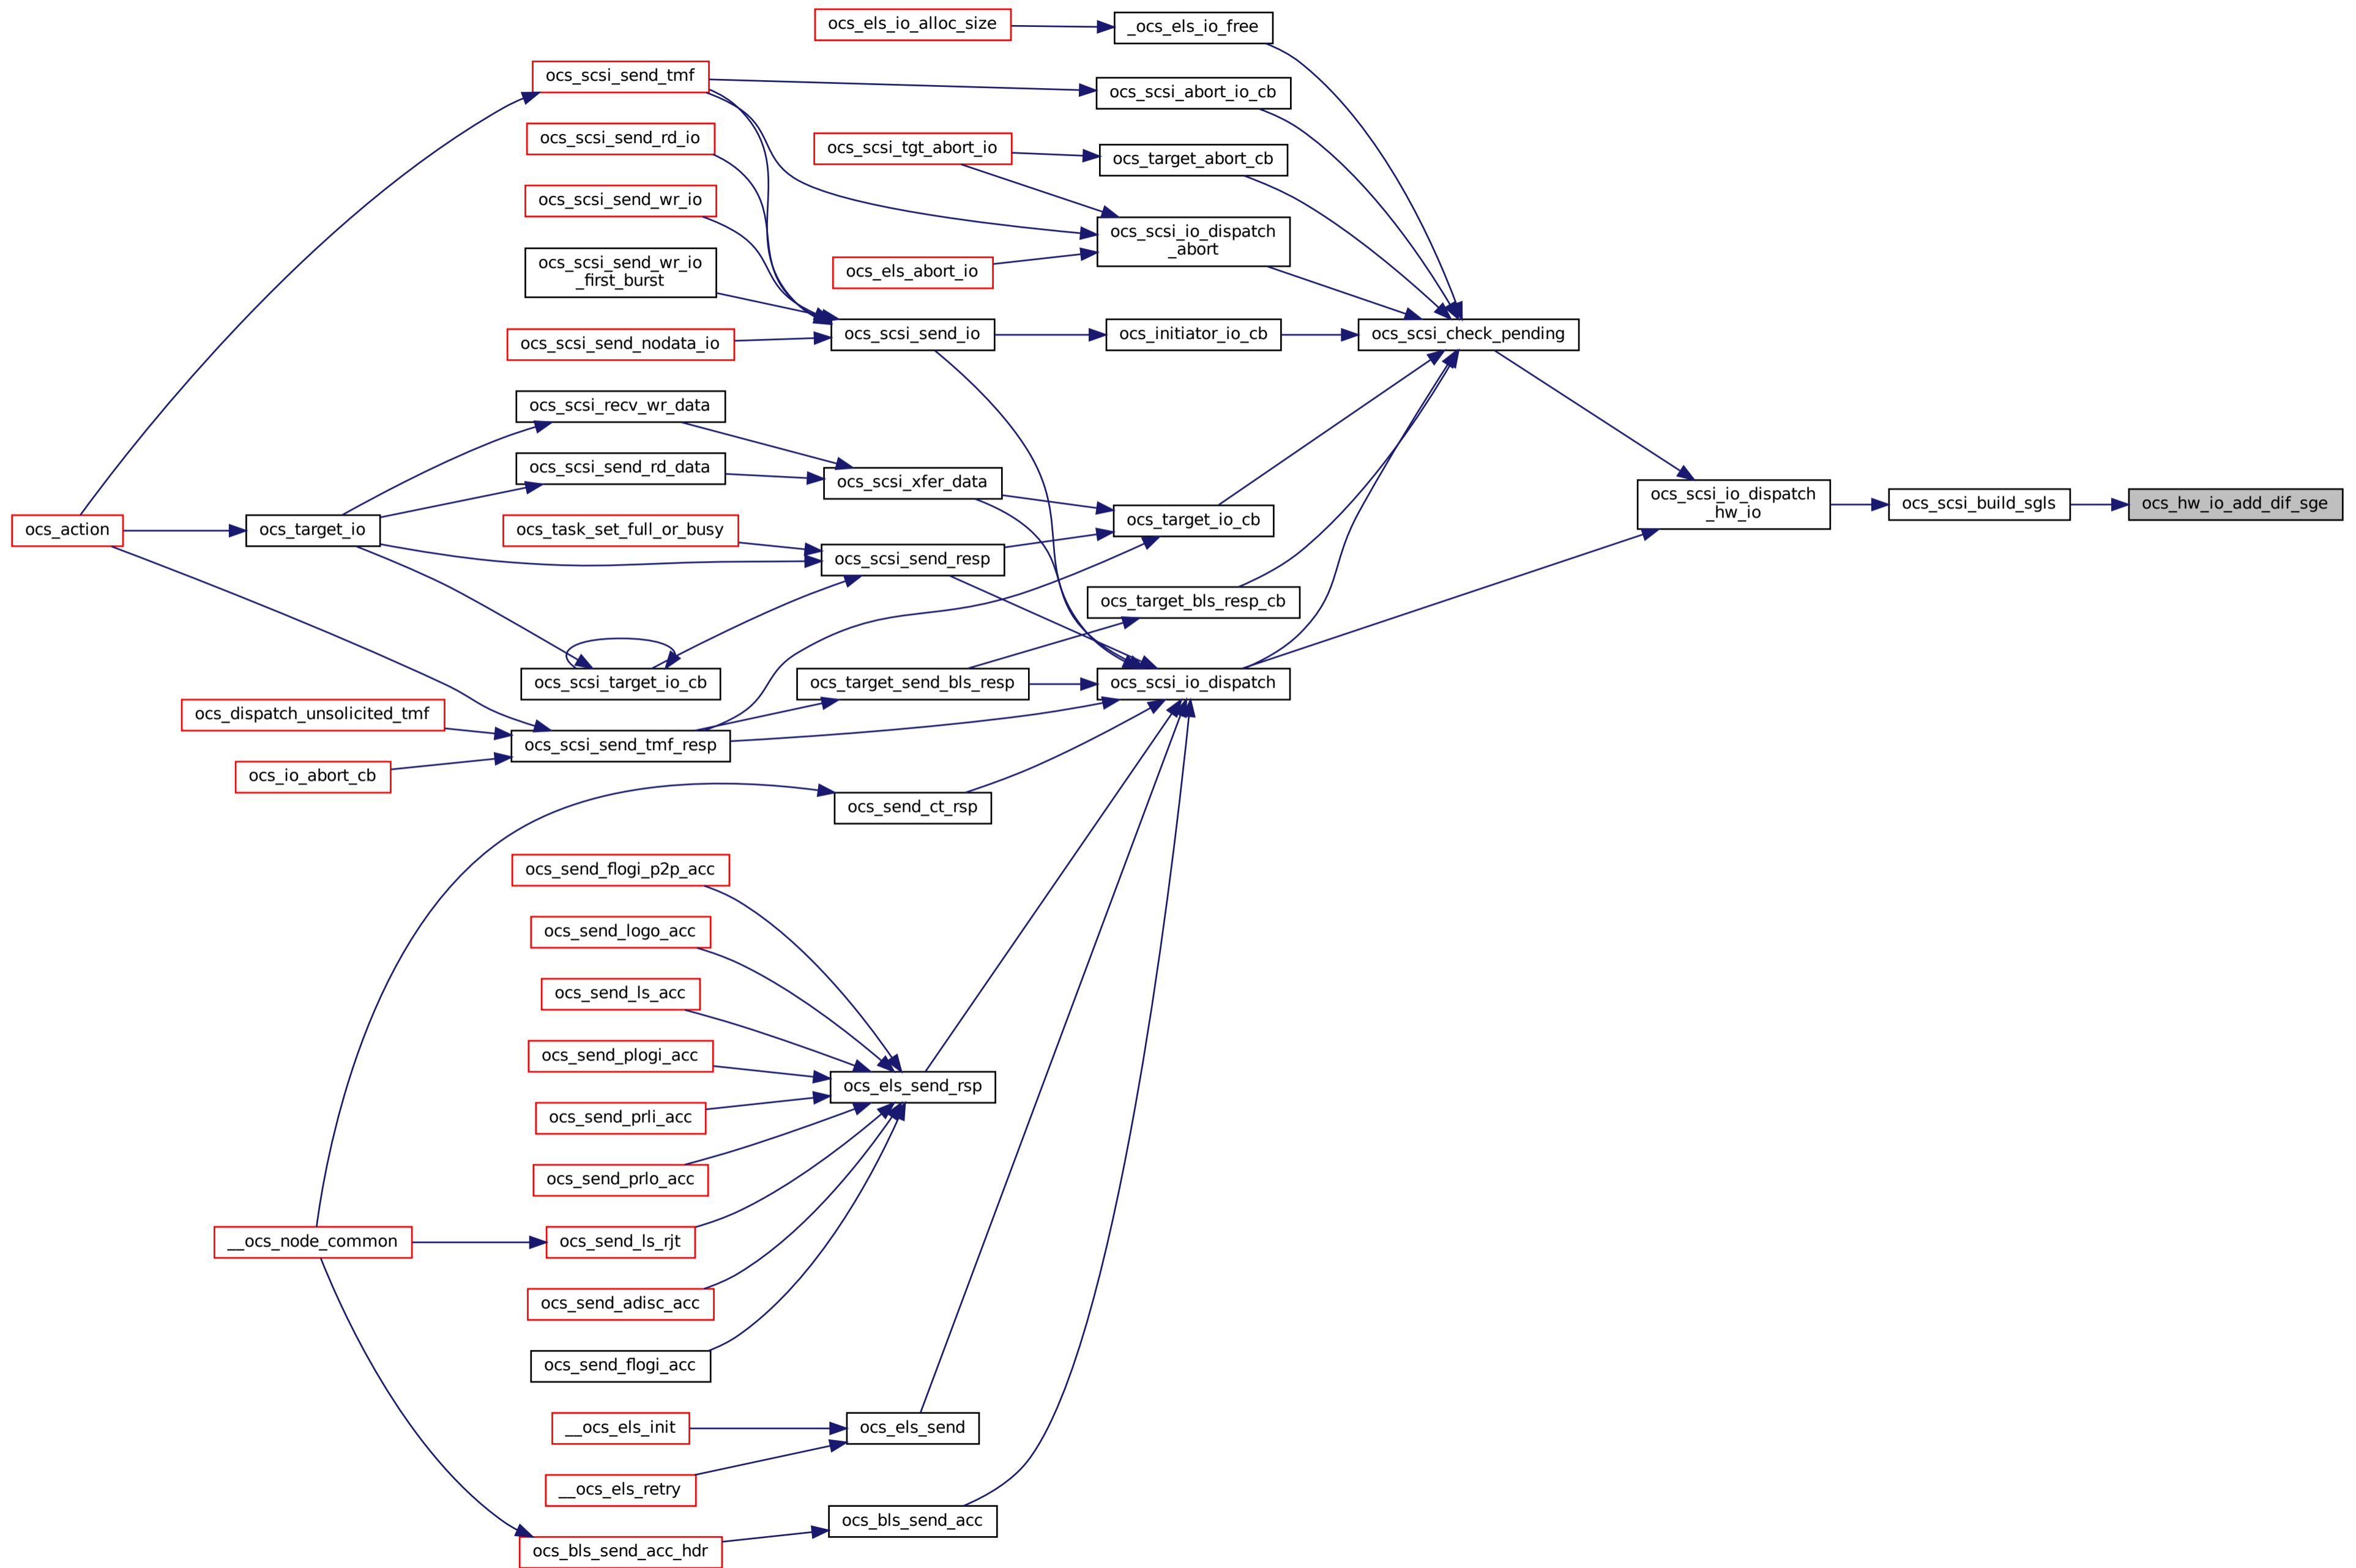 ocs_els_io_alloc_size
_ocs_els_io_free
ocs_scsi_send_tmf
ocs_scsi_abort_io_cb
ocs_scsi_send_rd_io
ocs_scsi_tgt_abort_io
ocs_target_abort_cb
ocs_scsi_send_wr_io
ocs_scsi_io_dispatch
_abort
ocs_scsi_send_wr_io
_first_burst
ocs_els_abort_io
ocs_scsi_send_nodata_io
ocs_scsi_send_io
ocs_initiator_io_cb
ocs_scsi_check_pending
ocs_scsi_recv_wr_data
ocs_scsi_send_rd_data
ocs_scsi_xfer_data
ocs_scsi_io_dispatch
_hw_io
ocs_scsi_build_sgls
ocs_hw_io_add_dif_sge
ocs_action
ocs_target_io
ocs_task_set_full_or_busy
ocs_target_io_cb
ocs_scsi_send_resp
ocs_target_bls_resp_cb
ocs_scsi_target_io_cb
ocs_target_send_bls_resp
ocs_scsi_io_dispatch
ocs_dispatch_unsolicited_tmf
ocs_scsi_send_tmf_resp
ocs_io_abort_cb
ocs_send_ct_rsp
ocs_send_flogi_p2p_acc
ocs_send_logo_acc
ocs_send_ls_acc
ocs_send_plogi_acc
ocs_els_send_rsp
ocs_send_prli_acc
ocs_send_prlo_acc
__ocs_node_common
ocs_send_ls_rjt
ocs_send_adisc_acc
ocs_send_flogi_acc
__ocs_els_init
ocs_els_send
__ocs_els_retry
ocs_bls_send_acc
ocs_bls_send_acc_hdr